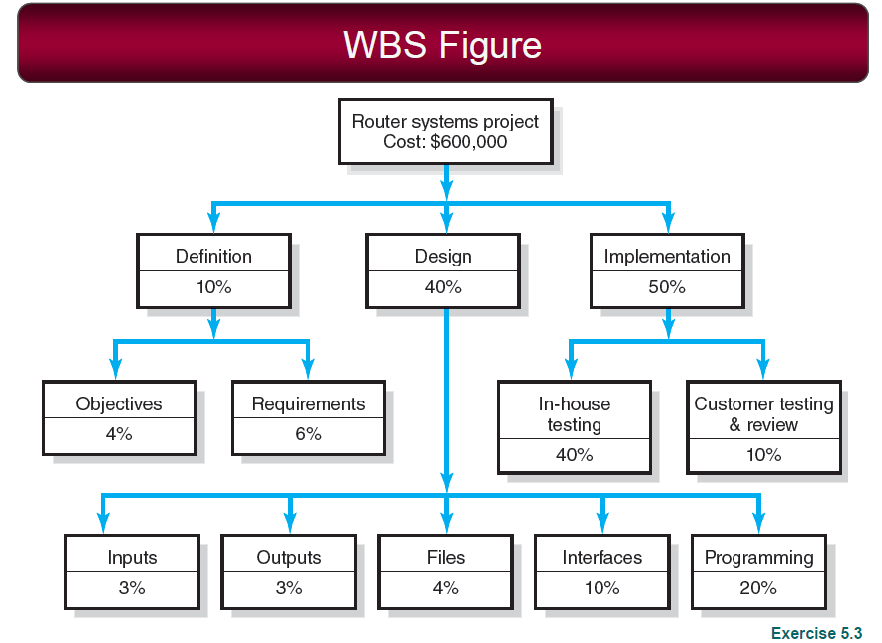 WBS Figure
Router systems project
Cost: $600,000
Definition
10%
Design
40%
Implementation
50%
Objectives
4%
Requirements
6%
In-house
testing
40%
Customer testing
& review
10%
Inputs
3%
Outputs
3%
Files
4%
Interfaces
10%
Programming
20%
Exercise 5.3